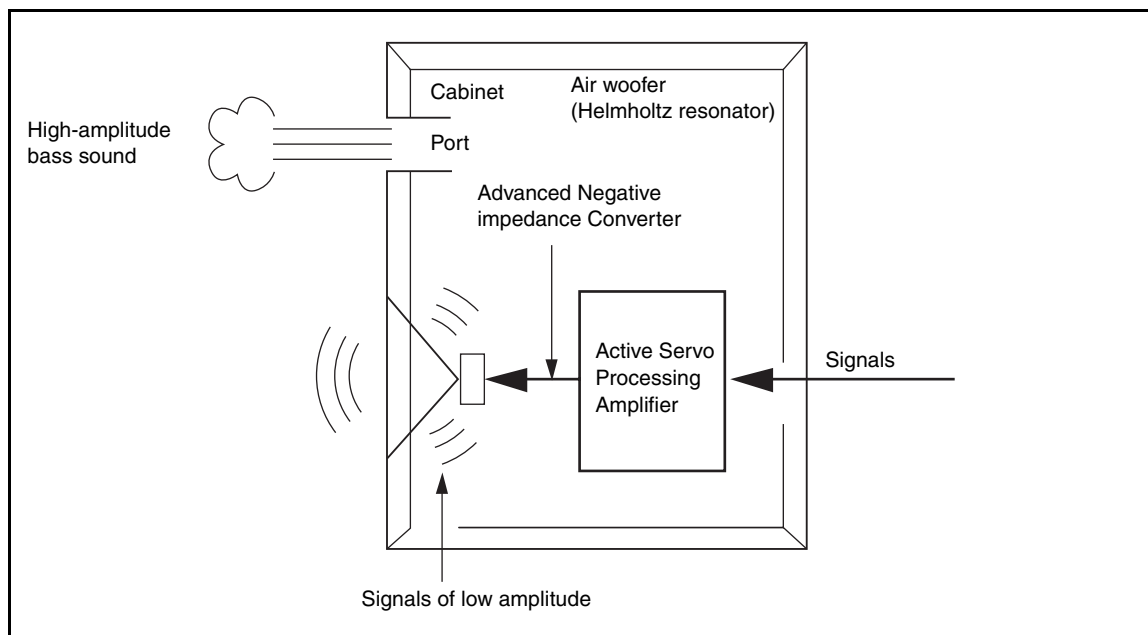 Cabinet
Air woofer
(Helmholtz resonator)
High-amplitude
bass sound
Port
Advanced Negative
impedance Converter
Active Servo
Processing
Amplifier
Signals
Signals of low amplitude